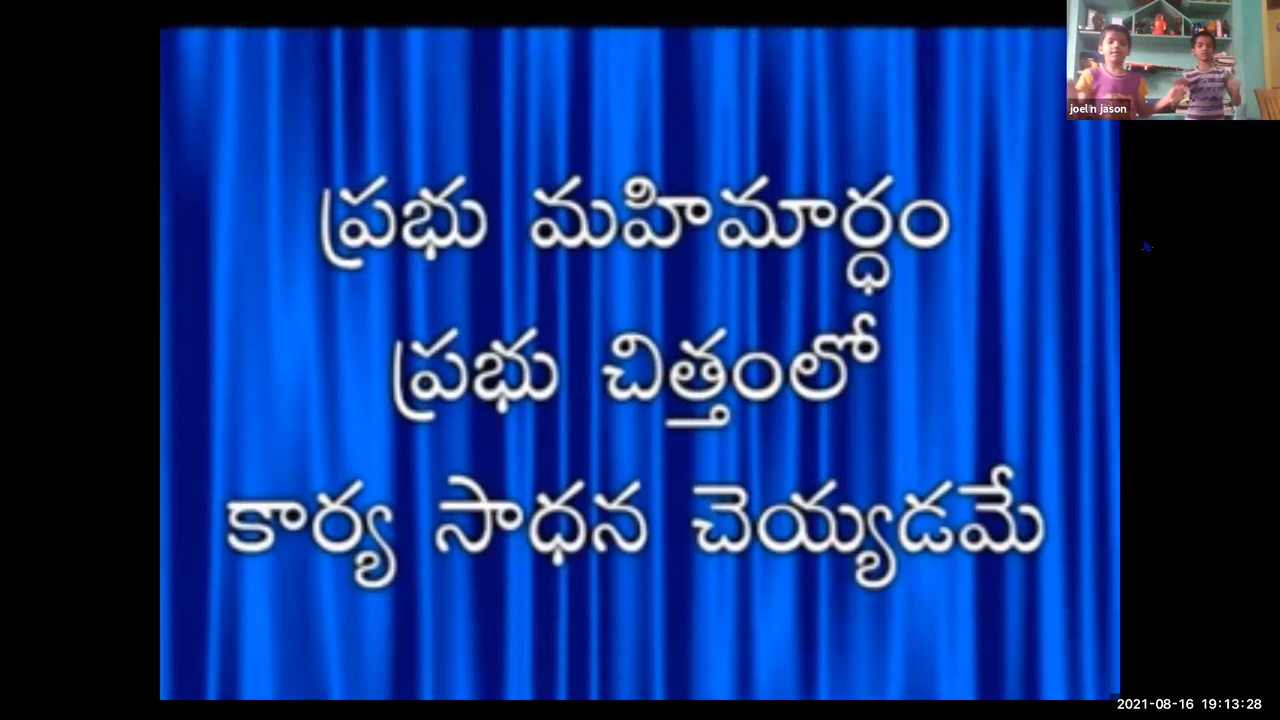 joel n jason
ప్రభు మహిమార్ధం
ప్రభు చిత్తంలో
కార్య సాధన చెయ్యడమే
2021-08-16 19:13:28